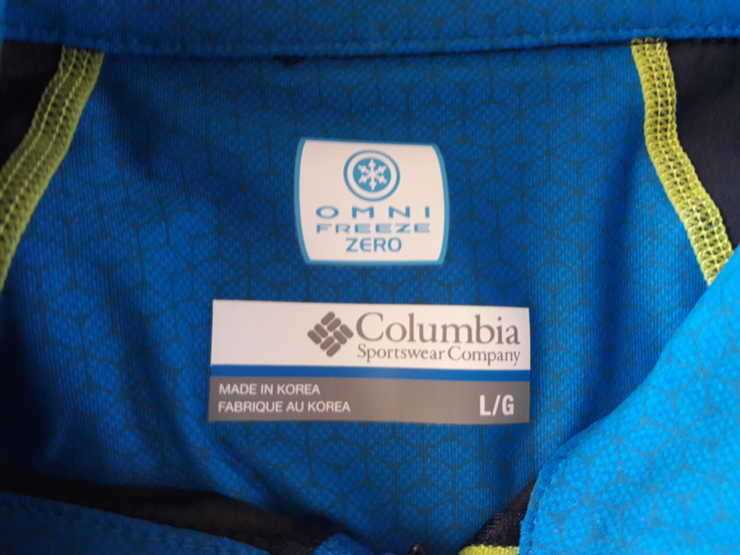 OMNI
FREEZE
ZERO
Columbia
Sportswear Company
MADE IN KOREA
FABRIQUE AU KOREA
L/G